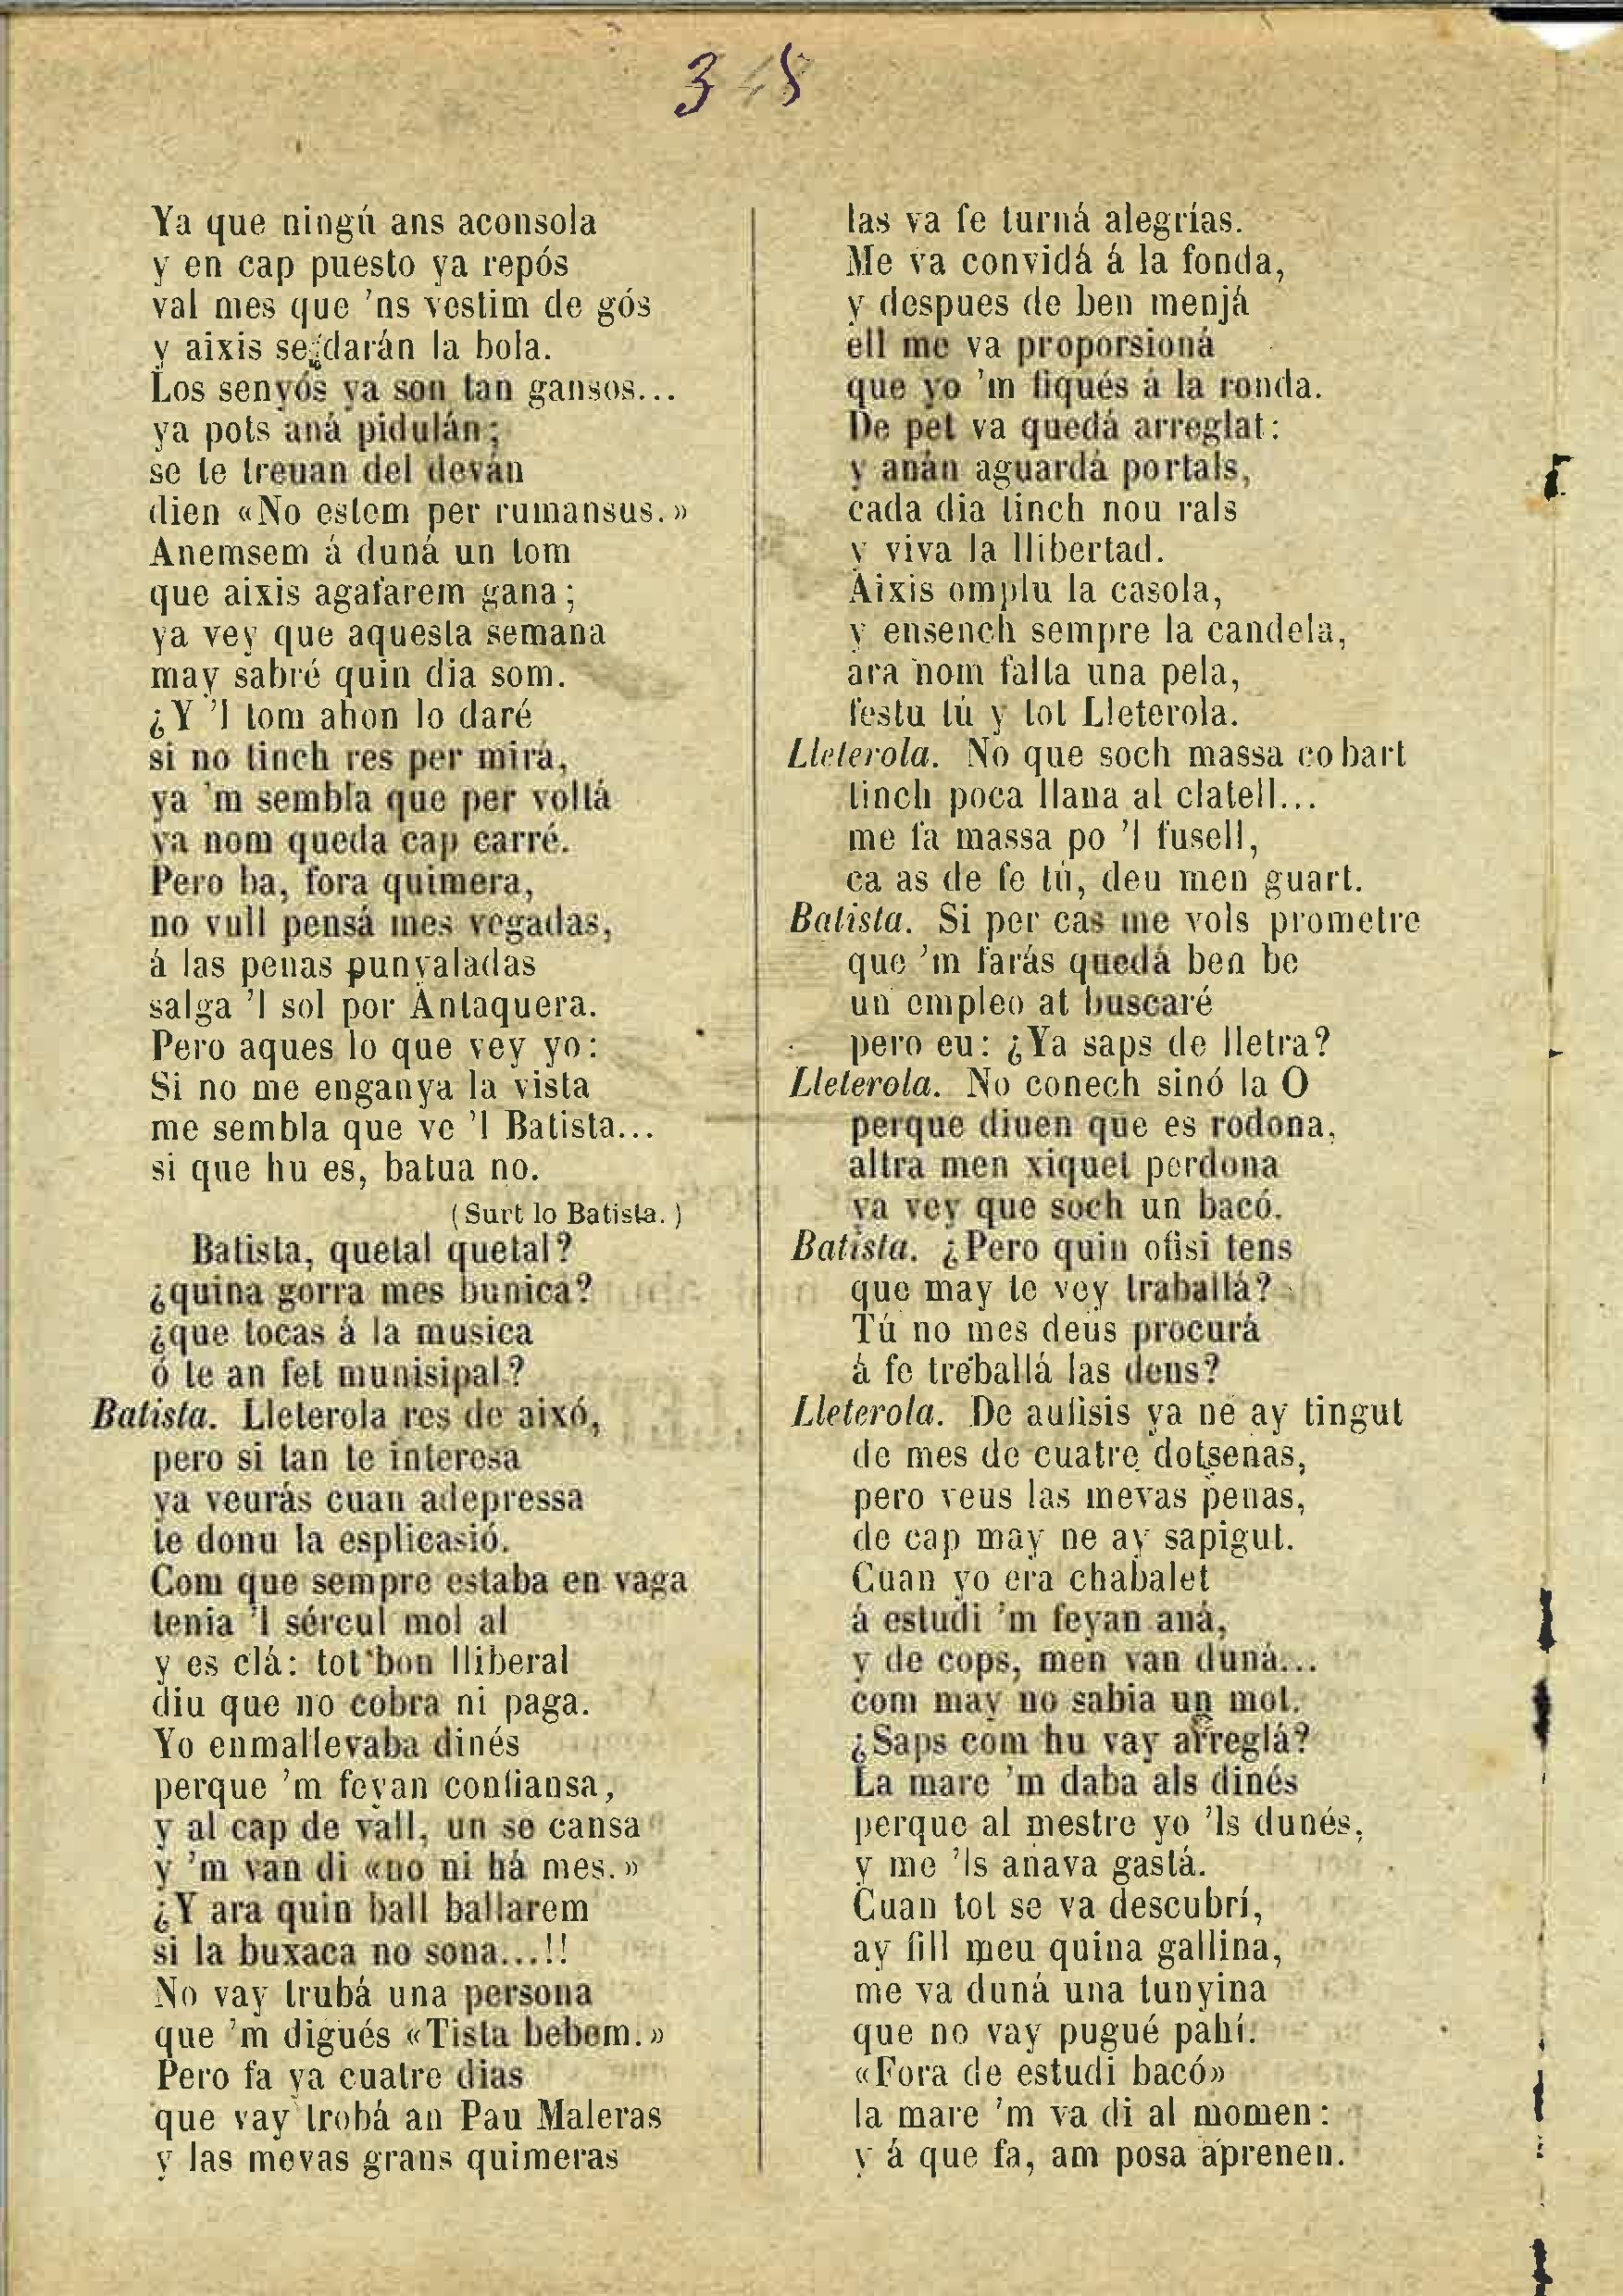 Ya que ningú ans aconsola
y en cap puesto ya repós
val mes que 'ns vestim de gós
y aixis se darán la bola.
Los senyós ya son tan gansos...
ya pots aná pidulán;
se te treuan del deván
dien «No estem per rumansus.»
Anemsem á duná un tom
que aixis agafarem gana;
ya vey que aquesta semana
may sabré quin dia som.
¿Y 'l tom ahon lo daré
si no tinch res per mirá,
ya 'm sembla que per voltá
ya nom queda cap carré.
Pero ba, fora quimera,
no vull pensá mes vegadas,
á las penas punyaladas
salga 'l sol por Antaquera.
Pero aques lo que vey yo:
Si no me enganya la vista
me sembla que ve 'l Batista...
si que hu es, batua no.
(Surt lo Batista.)
Batista, quetal quetal?
¿quina gorra mes bunica?
¿que tocas á la musica
ó te an fet munisipal?
Batista. Lleterola res de aixó,
pero si tan te interesa
ya veurás cuan adepressa
te donu la esplicasió.
Com que sempre estaba en vaga
tenia 'l sércul mol al
y es clá: tot bon lliberal
diu que no cobra ni paga.
Yo enmallevaba dinés
perque 'm feyan confiansa,
y al cap de vall, un se cansa
y 'm van di «no ni há mes.»
¿Y ara quin ball ballarem
si la buxaca no sona...!!
No vay trubá una persona
que 'm digués «Tista bebem.»
Pero fa ya cuatre dias
que vay trobá an Pau Maleras
y las mevas grans quimeras
las va fe turná alegrías.
Me va convidá á la fonda,
y despues de ben menjá
ell me va proporsioná
que yo 'm fiqués á la ronda.
De pet va quedá arreglat:
y anán aguardá portals,
cada dia tinch nou rals
y viva la llibertad.
Aixis omplu la casola,
y ensench sempre la candela,
ara nom falta una pela,
festu tú y tot Lleterola.
Lleterola. No que soch massa cobart
tinch poca llana al clatell...
me fa massa po 'l fusell,
ca as de fe tú, deu men guart.
Batista. Si per cas me vols prometre
que 'm farás quedá ben be
un empleo at buscaré
pero eu: ¿Ya saps de lletra?
Lleterola. No conech sinó la O
perque diuen que es rodona,
altra men xiquet perdona
ya vey que soch un bacó.
Batista. ¿Pero quin ofisi tens
que may te vey traballá?
Tú no mes deus procurá
á fe treballá las dens?
Lleterola. De aufisis ya ne ay tingut
de mes de cuatre dotsenas,
pero veus las mevas penas,
de cap may ne ay sapigut.
Cuan yo era chabalet
á estudi 'm feyan aná,
y de cops, men van duná...
com may no sabia un mot.
¿Saps com hu vay arreglá?
La mare 'm daba als dinés
perque al mestre yo 'ls dunés,
y me 'ls anava gastá.
Cuan tot se va descubrí,
ay fill meu quina gallina,
me va duná una tunyina
que no vay pugué pahí.
«Fora de estudi bacó»
la mare 'm va di al momen:
y á que fa, am posa aprenen.